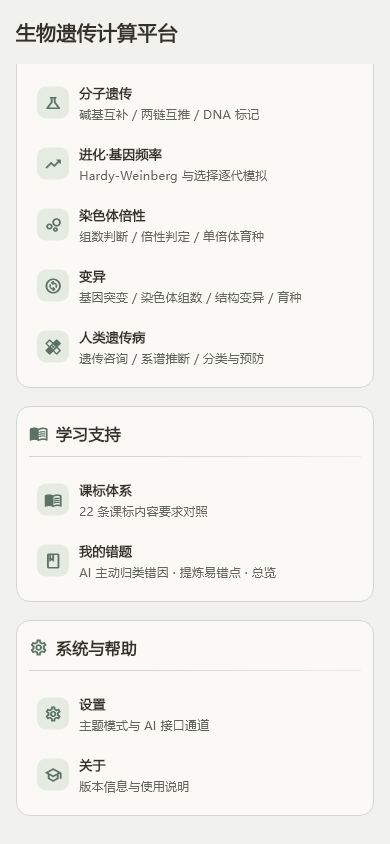 生物遗传计算平台
分子遗传
碱基互补 / 两链互推 / DNA 标记
进化·基因频率
Hardy-Weinberg 与选择逐代模拟
染色体倍性
组数判断 / 倍性判定 / 单倍体育种
变异
基因突变 / 染色体组数 / 结构变异 / 育种
人类遗传病
遗传咨询 / 系谱推断 / 分类与预防
学习支持
课标体系
22 条课标内容要求对照
我的错题
AI 主动归类错因 · 提炼易错点 · 总览
系统与帮助
设置
主题模式与 AI 接口通道
关于
版本信息与使用说明